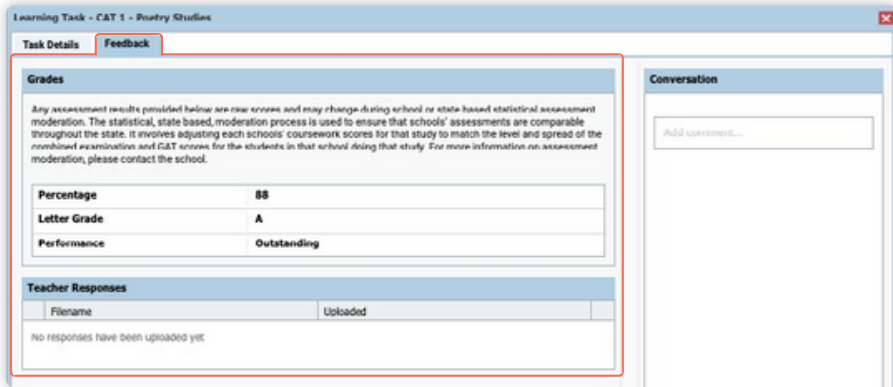 Learning Task - CAT 1 - Poetry Studies
Task Details Feedback
Grades
Any assessment results provided below are raw scores and may change during school or state based statistical assessment
moderation. The statistical, state based, moderation process is used to ensure that schools' assessments are comparable
throughout the state. It involves adjusting each schools' coursework scores for that study to match the level and spread of the
combined examination and GAT scores for the students in that school doing that study. For more information on assessment
moderation, please contact the school.
Percentage 88
Letter Grade A
Performance Outstanding
Teacher Responses
Filename Uploaded
No responses have been uploaded yet
Conversation
Add comment...